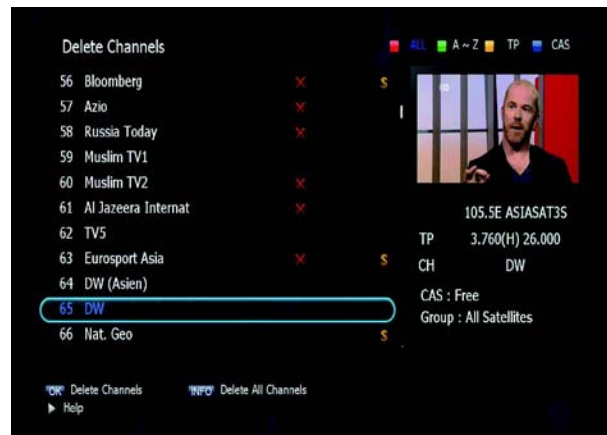 Delete Channels
ALL A ~ Z TP CAS
56 Bloomberg X $
57 Azio X
58 Russia Today X
59 Muslim TV1
60 Muslim TV2 X
61 Al Jazeera Internat X
62 TV5
63 Eurosport Asia X $
64 DW (Asien)
65 DW
66 Nat. Geo $
105.5E ASIASAT3S
TP 3.760(H) 26.000
CH DW
CAS : Free
Group : All Satellites
OK Delete Channels INFO Delete All Channels
Help